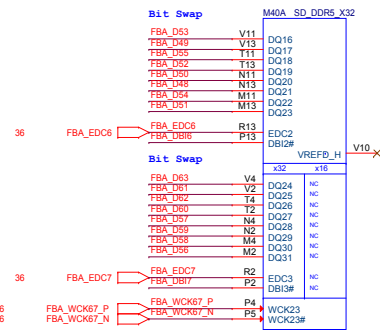 Bit Swap M40A SD_DDR5_X32
FBA_D53 V11 DQ16
FBA_D49 V13 DQ17
FBA_D55 T11 DQ18
FBA_D52 T13 DQ19
FBA_D50 N11 DQ20
FBA_D48 N13 DQ21
FBA_D54 M11 DQ22
FBA_D51 M13 DQ23
36 FBA_EDC6 FBA_EDC6 R13 EDC2
FBA_DBI6 P13 DBI2#
VREFD_H V10
Bit Swap
x32 x16
FBA_D63 V4 DQ24 NC
FBA_D61 V2 DQ25 NC
FBA_D62 T4 DQ26 NC
FBA_D60 T2 DQ27 NC
FBA_D57 N4 DQ28 NC
FBA_D59 N2 DQ29 NC
FBA_D58 M4 DQ30 NC
FBA_D56 M2 DQ31 NC
36 FBA_EDC7 FBA_EDC7 R2 EDC3 NC
FBA_DBI7 P2 DBI3# NC
6 FBA_WCK67_P FBA_WCK67_P P4 WCK23
6 FBA_WCK67_N FBA_WCK67_N P5 WCK23#